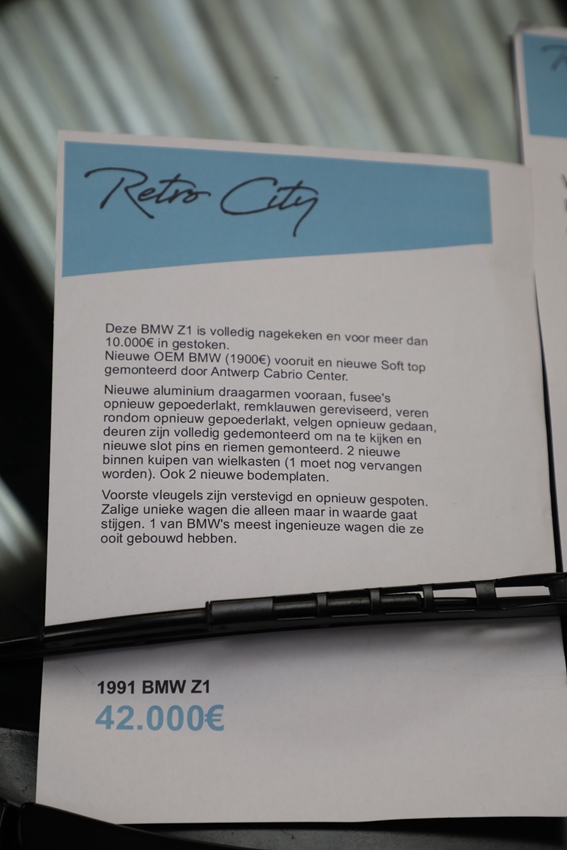 Retro City
Deze BMW Z1 is volledig nagekeken en voor meer dan
10.000€ in gestoken.
Nieuwe OEM BMW (1900€) vooruit en nieuwe Soft top
gemonteerd door Antwerp Cabrio Center.
Nieuwe aluminium draagarmen vooraan, fusee's
opnieuw gepoederlakt, remklauwen gereviseerd, veren
rondom opnieuw gepoederlakt, velgen opnieuw gedaan,
deuren zijn volledig gedemonteerd om na te kijken en
nieuwe slot pins en riemen gemonteerd. 2 nieuwe
binnen kuipen van wielkasten (1 moet nog vervangen
worden). Ook 2 nieuwe bodemplaten.
Voorste vleugels zijn verstevigd en opnieuw gespoten.
Zalige unieke wagen die alleen maar in waarde gaat
stijgen. 1 van BMW's meest ingenieuze wagen die ze
ooit gebouwd hebben.
1991 BMW Z1
42.000€